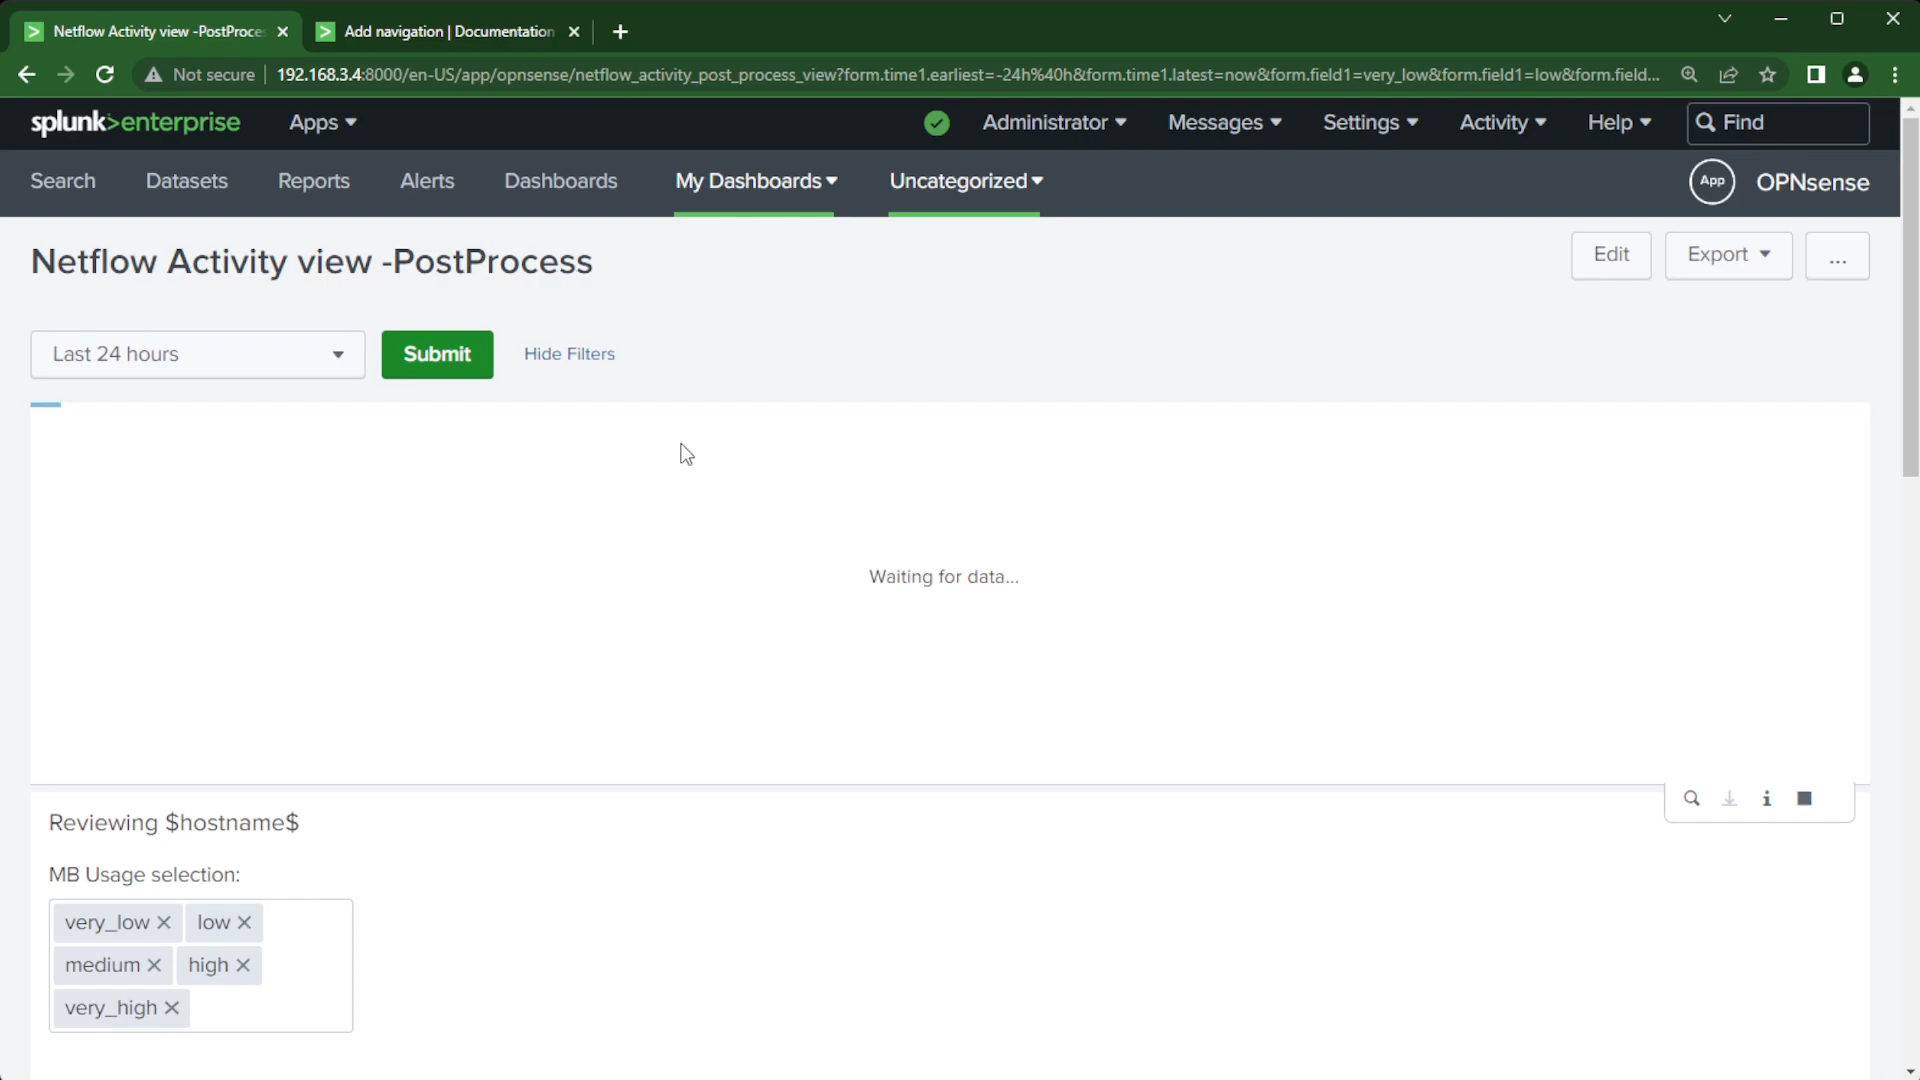 Netflow Activity view -PostProce
Add navigation | Documentation
Not secure
192.168.3.4:8000/en-US/app/opnsense/netflow_activity_post_process_view?form.time1.earliest=-24h%40h&form.time1.latest=now&form.field1=very_low&form.field1=low&form.field...
splunk>enterprise
Apps
Administrator
Messages
Settings
Activity
Help
Find
Search
Datasets
Reports
Alerts
Dashboards
My Dashboards
Uncategorized
App
OPNsense
Netflow Activity view -PostProcess
Edit
Export
...
Last 24 hours
Submit
Hide Filters
Waiting for data...
Reviewing $hostname$
MB Usage selection:
very_low
low
medium
high
very_high